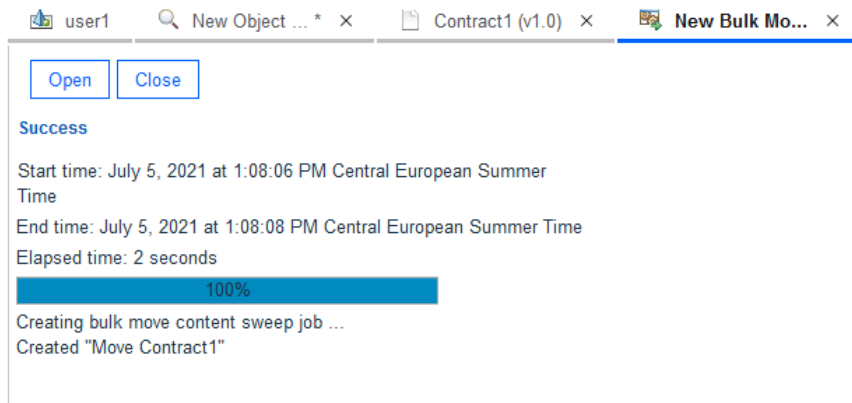 user1 New Object ... * × Contract1 (v1.0) × New Bulk Mo... ×
Open Close
Success
Start time: July 5, 2021 at 1:08:06 PM Central European Summer
Time
End time: July 5, 2021 at 1:08:08 PM Central European Summer Time
Elapsed time: 2 seconds
100%
Creating bulk move content sweep job ...
Created "Move Contract1"